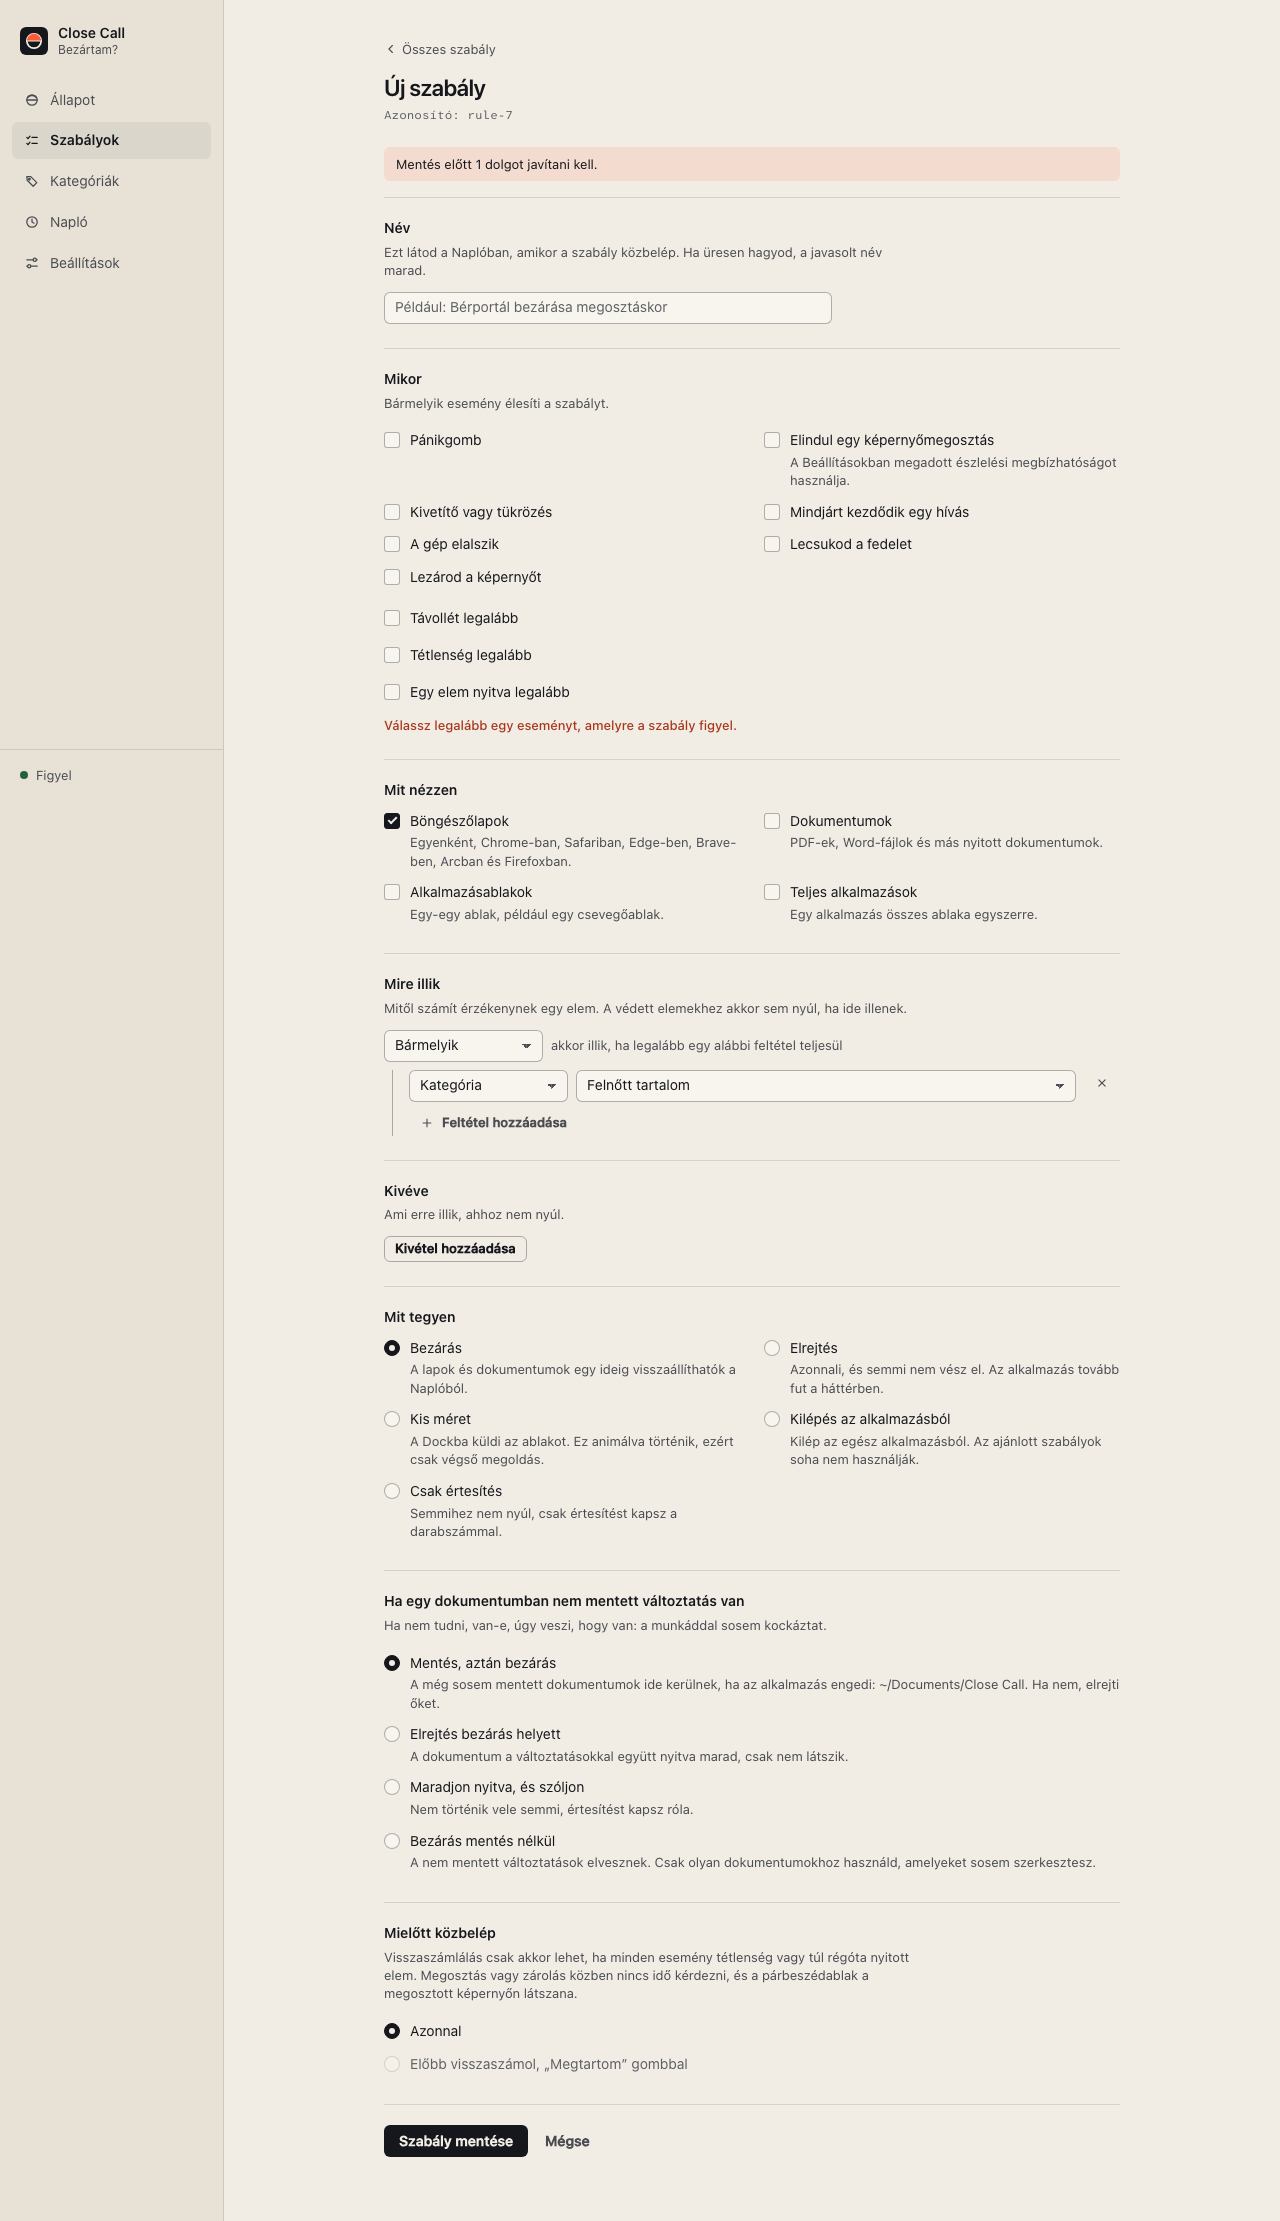 Close Call
Bezártam?
Állapot
Szabályok
Kategóriák
Napló
Beállítások
Figyel
Összes szabály
Új szabály
Azonosító: rule-7
Mentés előtt 1 dolgot javítani kell.
Név
Ezt látod a Naplóban, amikor a szabály közbelép. Ha üresen hagyod, a javasolt név
marad.
Például: Bérportál bezárása megosztáskor
Mikor
Bármelyik esemény élesíti a szabályt.
Pánikgomb
Elindul egy képernyőmegosztás
A Beállításokban megadott észlelési megbízhatóságot
használja.
Kivetítő vagy tükrözés
Mindjárt kezdődik egy hívás
A gép elalszik
Lecsukod a fedelet
Lezárod a képernyőt
Távollét legalább
Tétlenség legalább
Egy elem nyitva legalább
Válassz legalább egy eseményt, amelyre a szabály figyel.
Mit nézzen
Böngészőlapok
Egyenként, Chrome-ban, Safariban, Edge-ben, Brave-
ben, Arcban és Firefoxban.
Dokumentumok
PDF-ek, Word-fájlok és más nyitott dokumentumok.
Alkalmazásablakok
Egy-egy ablak, például egy csevegőablak.
Teljes alkalmazások
Egy alkalmazás összes ablaka egyszerre.
Mire illik
Mitől számít érzékenynek egy elem. A védett elemekhez akkor sem nyúl, ha ide illenek.
Bármelyik akkor illik, ha legalább egy alábbi feltétel teljesül
Kategória Felnőtt tartalom ×
+ Feltétel hozzáadása
Kivéve
Ami erre illik, ahhoz nem nyúl.
Kivétel hozzáadása
Mit tegyen
Bezárás
A lapok és dokumentumok egy ideig visszaállíthatók a
Naplóból.
Elrejtés
Azonnali, és semmi nem vész el. Az alkalmazás tovább
fut a háttérben.
Kis méret
A Dockba küldi az ablakot. Ez animálva történik, ezért
csak végső megoldás.
Kilépés az alkalmazásból
Kilép az egész alkalmazásból. Az ajánlott szabályok
soha nem használják.
Csak értesítés
Semmihez nem nyúl, csak értesítést kapsz a
darabszámmal.
Ha egy dokumentumban nem mentett változtatás van
Ha nem tudni, van-e, úgy veszi, hogy van: a munkáddal sosem kockáztat.
Mentés, aztán bezárás
A még sosem mentett dokumentumok ide kerülnek, ha az alkalmazás engedi: ~/Documents/Close Call. Ha nem, elrejti
őket.
Elrejtés bezárás helyett
A dokumentum a változtatásokkal együtt nyitva marad, csak nem látszik.
Maradjon nyitva, és szóljon
Nem történik vele semmi, értesítést kapsz róla.
Bezárás mentés nélkül
A nem mentett változtatások elvesznek. Csak olyan dokumentumokhoz használd, amelyeket sosem szerkesztesz.
Mielőtt közbelép
Visszaszámlálás csak akkor lehet, ha minden esemény tétlenség vagy túl régóta nyitott
elem. Megosztás vagy zárolás közben nincs idő kérdezni, és a párbeszédablak a
megosztott képernyőn látszana.
Azonnal
Előbb visszaszámol, „Megtartom” gombbal
Szabály mentése
Mégse